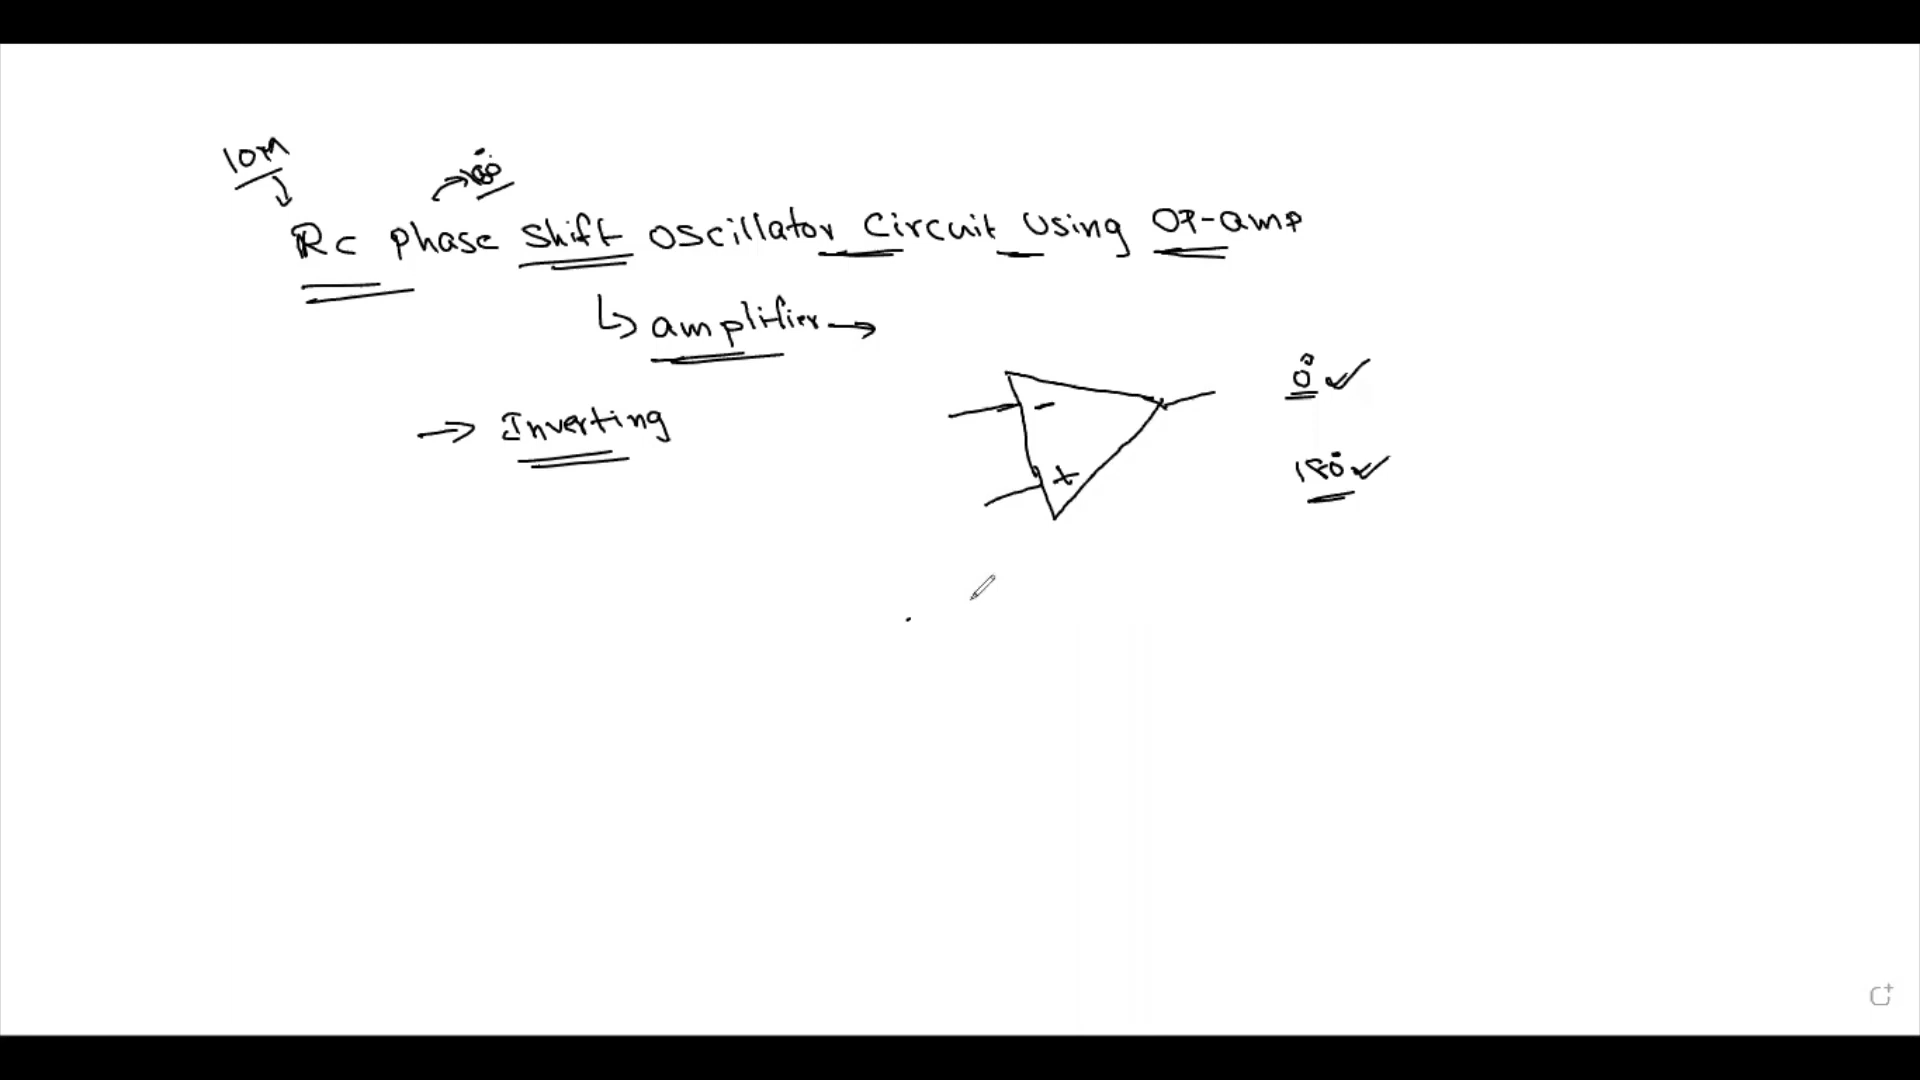 10M
180°
RC phase shift oscillator Circuit Using OP-amp
↳ amplifier →
→ Inverting
-
+
0° ✓
180° ✓